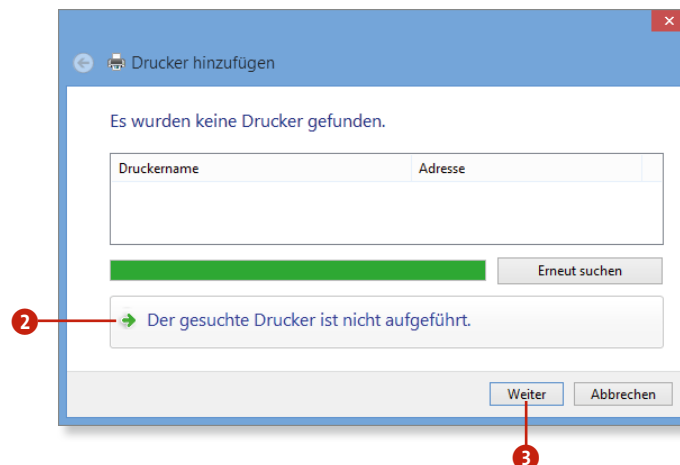 Drucker hinzufügen
Es wurden keine Drucker gefunden.
Druckername Adresse
Erneut suchen
2 Der gesuchte Drucker ist nicht aufgeführt.
Weiter Abbrechen
3